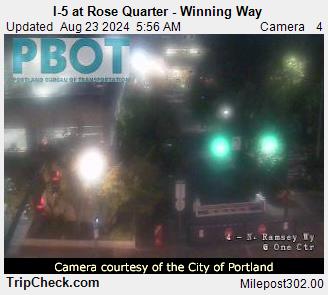 I-5 at Rose Quarter - Winning Way
Updated Aug 23 2024 5:56 AM Camera 4
PBOT
PORTLAND BUREAU OF TRANSPORTATION
4 - N. Ramsey Wy
@ One Ctr
Camera courtesy of the City of Portland
TripCheck.com Milepost302.00